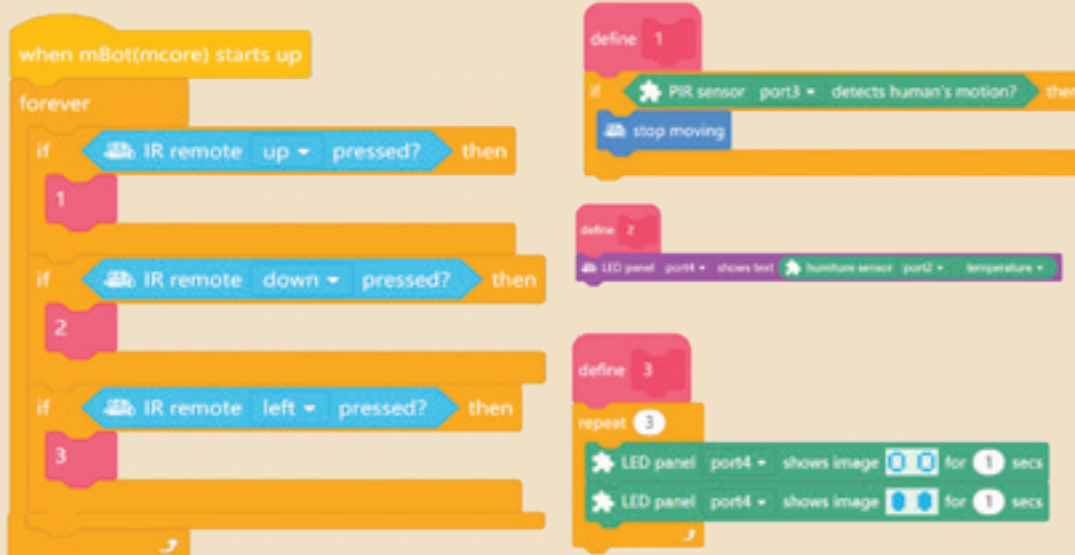 when mBot(mcore) starts up
forever
if IR remote up pressed? then
1
if IR remote down pressed? then
2
if IR remote left pressed? then
3
define 1
if PIR sensor port3 detects human's motion? then
stop moving
define 2
LED panel port4 shows text humiture sensor port2 temperature
define 3
repeat 3
LED panel port4 shows image for 1 secs
LED panel port4 shows image for 1 secs